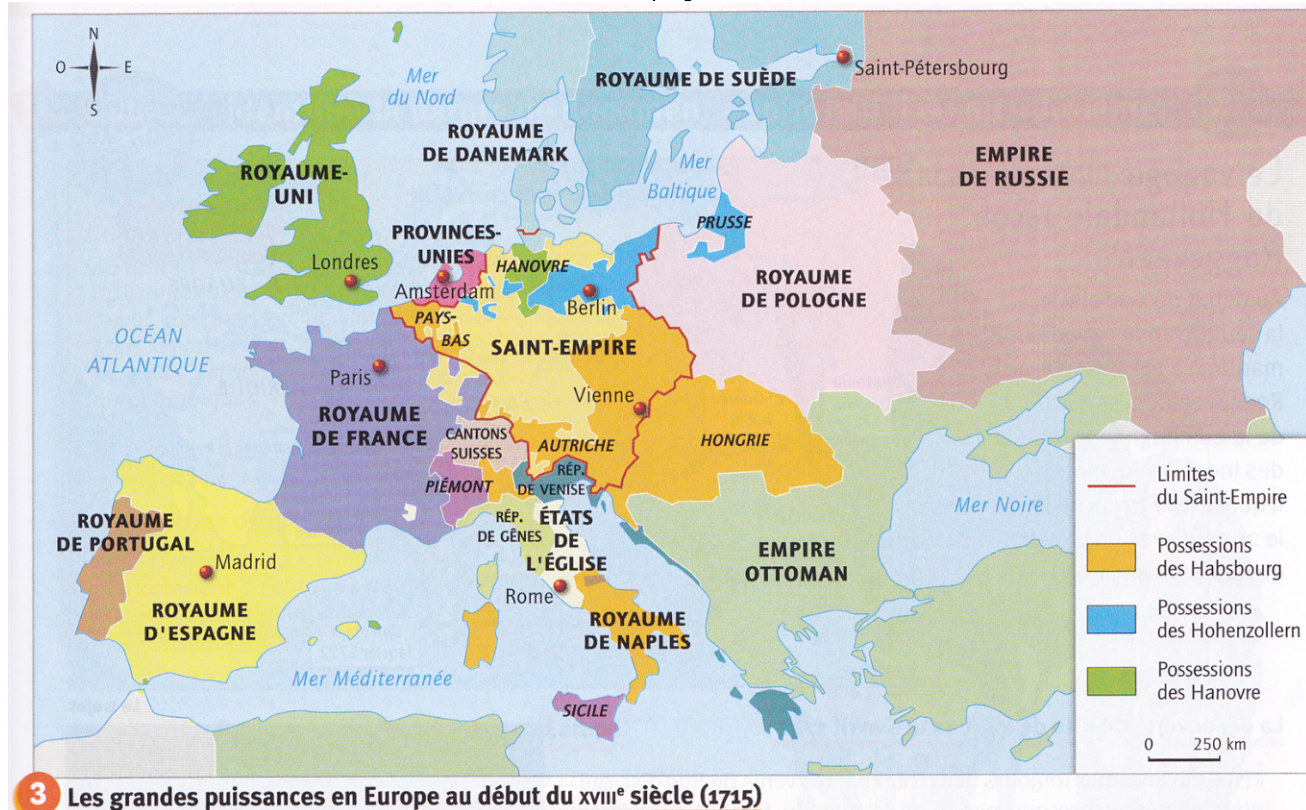 N
O
E
S
Mer
du Nord
ROYAUME DE SUÈDE
Saint-Pétersbourg
ROYAUME
DE DANEMARK
Mer
Baltique
EMPIRE
DE RUSSIE
ROYAUME-
UNI
Londres
PROVINCES-
UNIES
Amsterdam
HANOVRE
Berlin
PRUSSE
ROYAUME
DE POLOGNE
OCÉAN
ATLANTIQUE
PAYS-
BAS
SAINT-EMPIRE
Paris
ROYAUME
DE FRANCE
Vienne
CANTONS
SUISSES
AUTRICHE
HONGRIE
PIÉMONT
RÉP.
DE VENISE
RÉP.
DE GÊNES
ÉTATS
DE
L'ÉGLISE
Rome
ROYAUME
DE PORTUGAL
Madrid
ROYAUME
D'ESPAGNE
EMPIRE
OTTOMAN
Mer Noire
ROYAUME
DE NAPLES
Mer Méditerranée
SICILE
Limites
du Saint-Empire
Possessions
des Habsbourg
Possessions
des Hohenzollern
Possessions
des Hanovre
0 250 km
3 Les grandes puissances en Europe au début du XVIIIe siècle (1715)